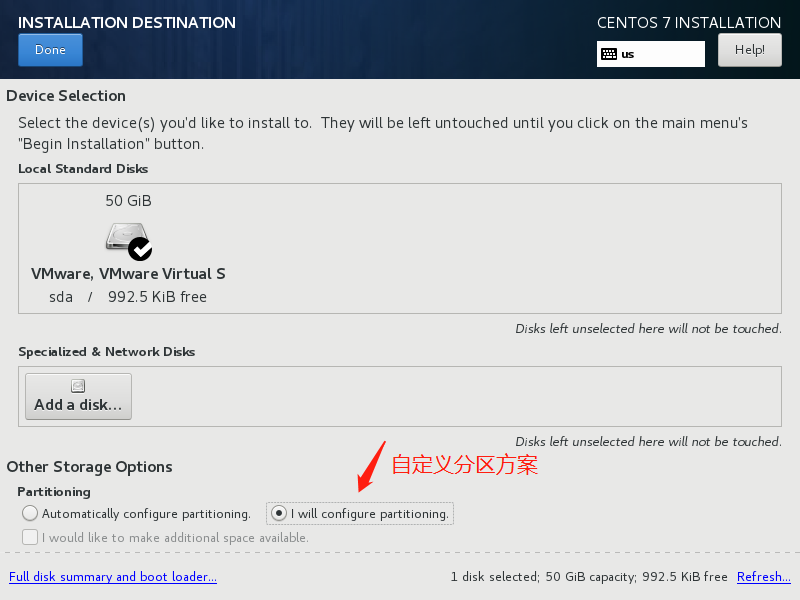 INSTALLATION DESTINATION
CENTOS 7 INSTALLATION
Done
us
Help!
Device Selection
Select the device(s) you'd like to install to.  They will be left untouched until you click on the main menu's
"Begin Installation" button.
Local Standard Disks
50 GiB
VMware, VMware Virtual S
sda / 992.5 KiB free
Disks left unselected here will not be touched.
Specialized & Network Disks
Add a disk...
Disks left unselected here will not be touched.
Other Storage Options
自定义分区方案
Partitioning
Automatically configure partitioning.
I will configure partitioning.
I would like to make additional space available.
Full disk summary and boot loader...
1 disk selected; 50 GiB capacity; 992.5 KiB free
Refresh...